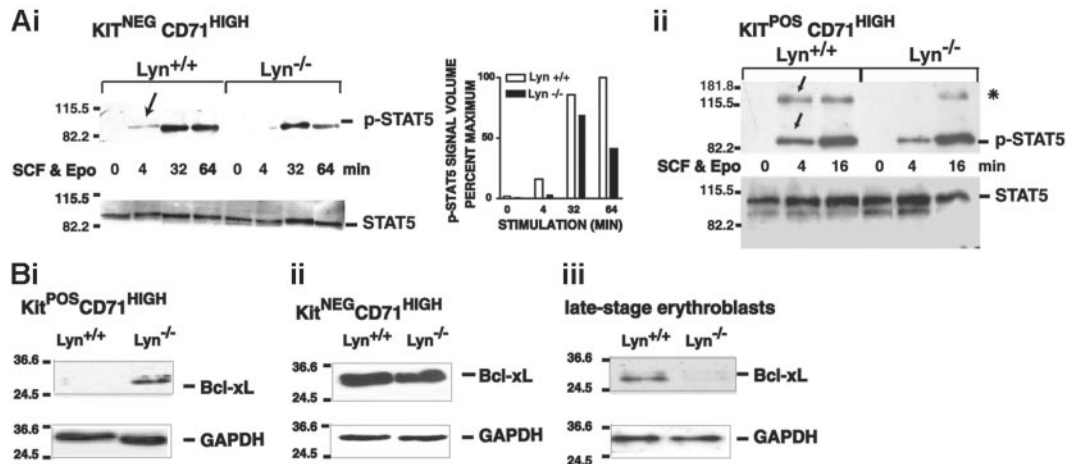 Ai
KIT^NEG CD71^HIGH
Lyn+/+ Lyn-/-
115.5
82.2
p-STAT5
SCF & Epo 0 4 32 64 0 4 32 64 min
115.5
82.2
STAT5
p-STAT5 SIGNAL VOLUME
PERCENT MAXIMUM
100
50
0
Lyn +/+
Lyn -/-
0 4 32 64
STIMULATION (MIN)
ii
KIT^POS CD71^HIGH
Lyn+/+ Lyn-/-
181.8
115.5
*
82.2
p-STAT5
SCF & Epo 0 4 16 0 4 16 min
115.5
82.2
STAT5
Bi
Kit^POS CD71^HIGH
Lyn+/+ Lyn-/-
36.6
24.5
Bcl-xL
36.6
24.5
GAPDH
ii
Kit^NEG CD71^HIGH
Lyn+/+ Lyn-/-
36.6
24.5
Bcl-xL
36.6
24.5
GAPDH
iii
late-stage erythroblasts
Lyn+/+ Lyn-/-
36.6
24.5
Bcl-xL
36.6
24.5
GAPDH